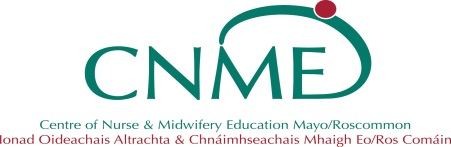 CNME
Centre of Nurse & Midwifery Education Mayo/Roscommon
Ionad Oideachais Altrachta & Chnáimhseachais Mhaigh Eo/Ros Comáin